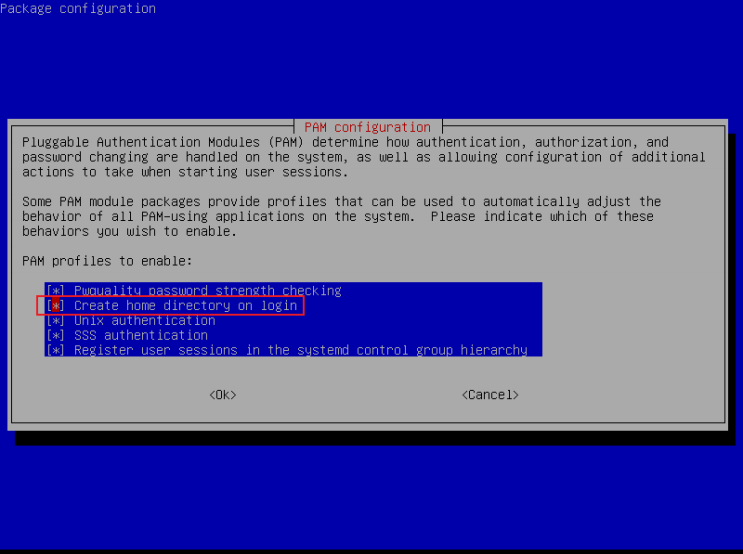 Package configuration
PAM configuration
Pluggable Authentication Modules (PAM) determine how authentication, authorization, and
password changing are handled on the system, as well as allowing configuration of additional
actions to take when starting user sessions.
Some PAM module packages provide profiles that can be used to automatically adjust the
behavior of all PAM-using applications on the system.  Please indicate which of these
behaviors you wish to enable.
PAM profiles to enable:
[*] Pwquality password strength checking
[*] Create home directory on login
[*] Unix authentication
[*] SSS authentication
[*] Register user sessions in the systemd control group hierarchy
<Ok> <Cancel>